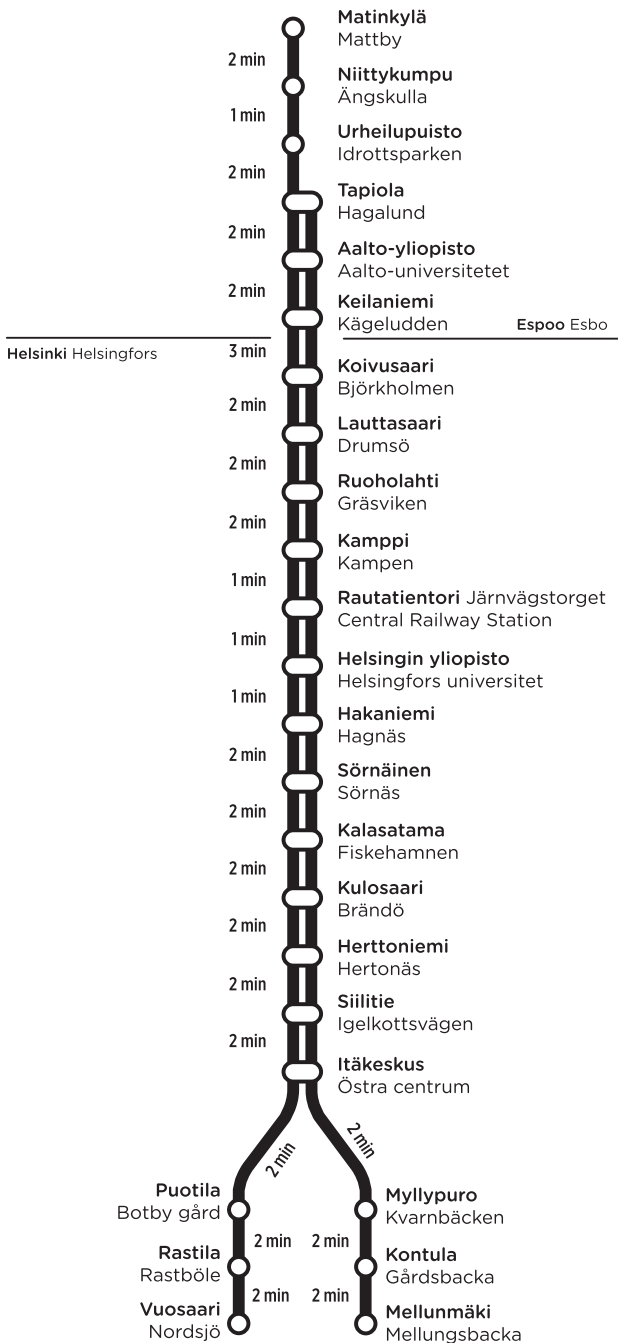 Matinkylä
Mattby
2 min
Niittykumpu
Ängskulla
1 min
Urheilupuisto
Idrottsparken
2 min
Tapiola
Hagalund
2 min
Aalto-yliopisto
Aalto-universitetet
2 min
Keilaniemi
Kägeludden
Espoo Esbo
Helsinki Helsingfors
3 min
Koivusaari
Björkholmen
2 min
Lauttasaari
Drumsö
2 min
Ruoholahti
Gräsviken
2 min
Kamppi
Kampen
1 min
Rautatientori Järnvägstorget
Central Railway Station
1 min
Helsingin yliopisto
Helsingfors universitet
1 min
Hakaniemi
Hagnäs
2 min
Sörnäinen
Sörnäs
2 min
Kalasatama
Fiskehamnen
2 min
Kulosaari
Brändö
2 min
Herttoniemi
Hertonäs
2 min
Siilitie
Igelkottsvägen
2 min
Itäkeskus
Östra centrum
2 min
2 min
Puotila
Botby gård
Myllypuro
Kvarnbäcken
2 min
2 min
Rastila
Rastböle
Kontula
Gårdsbacka
2 min
2 min
Vuosaari
Nordsjö
Mellunmäki
Mellungsbacka